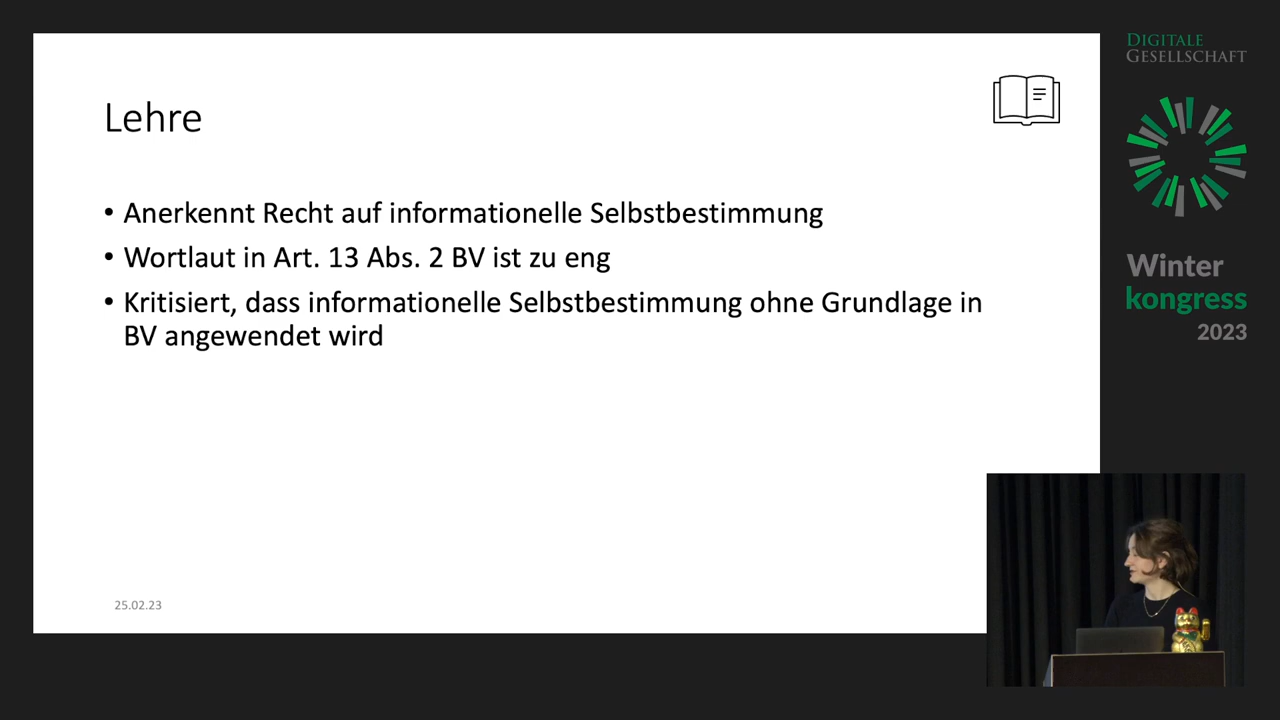 Lehre
• Anerkennt Recht auf informationelle Selbstbestimmung
• Wortlaut in Art. 13 Abs. 2 BV ist zu eng
• Kritisiert, dass informationelle Selbstbestimmung ohne Grundlage in
BV angewendet wird
25.02.23
DIGITALE
GESELLSCHAFT
Winter
kongress
2023